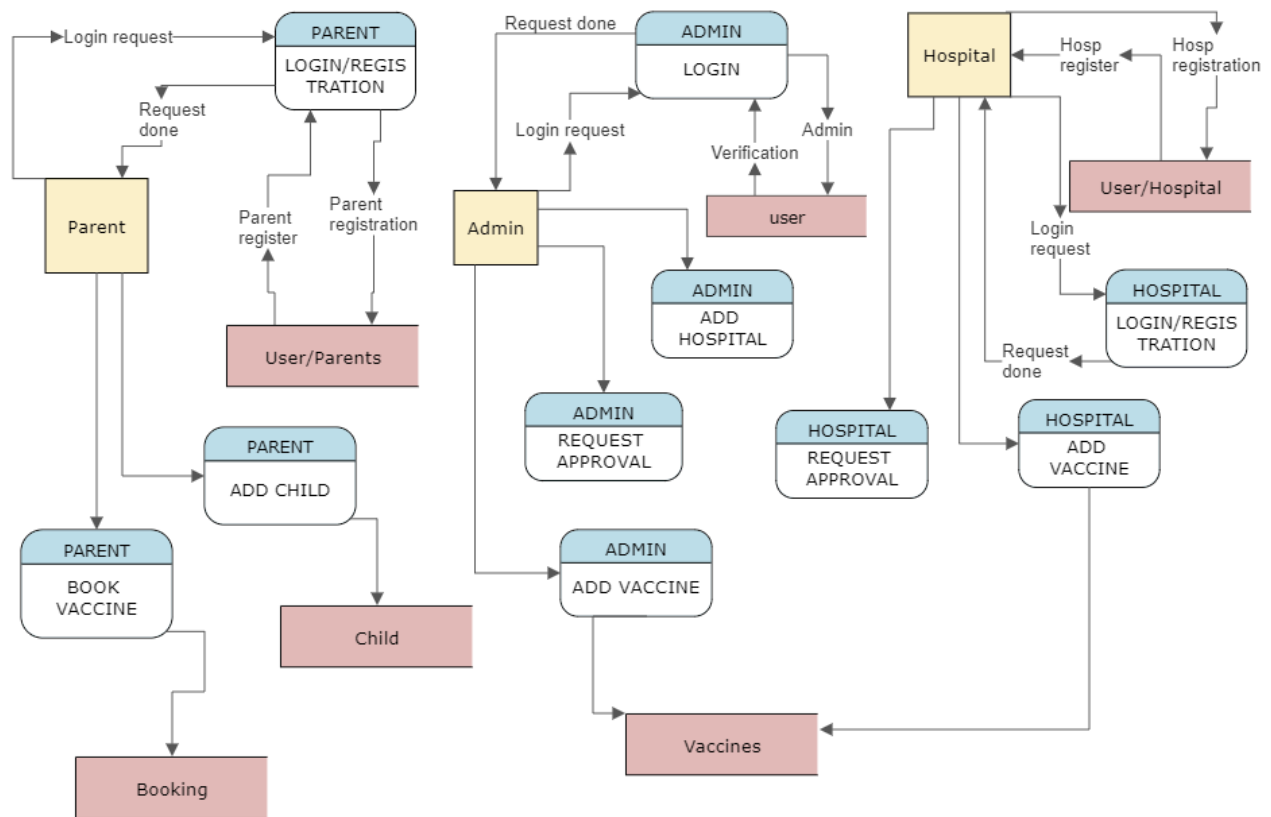 Login request
PARENT
LOGIN/REGIS
TRATION
Request
done
Parent
Parent
register
Parent
registration
User/Parents
PARENT
ADD CHILD
PARENT
BOOK
VACCINE
Child
Booking
Request done
ADMIN
LOGIN
Login request
Verification
Admin
Admin
user
ADMIN
ADD
HOSPITAL
ADMIN
REQUEST
APPROVAL
ADMIN
ADD VACCINE
Vaccines
Hospital
Hosp
register
Hosp
registration
User/Hospital
Login
request
HOSPITAL
LOGIN/REGIS
TRATION
Request
done
HOSPITAL
REQUEST
APPROVAL
HOSPITAL
ADD
VACCINE